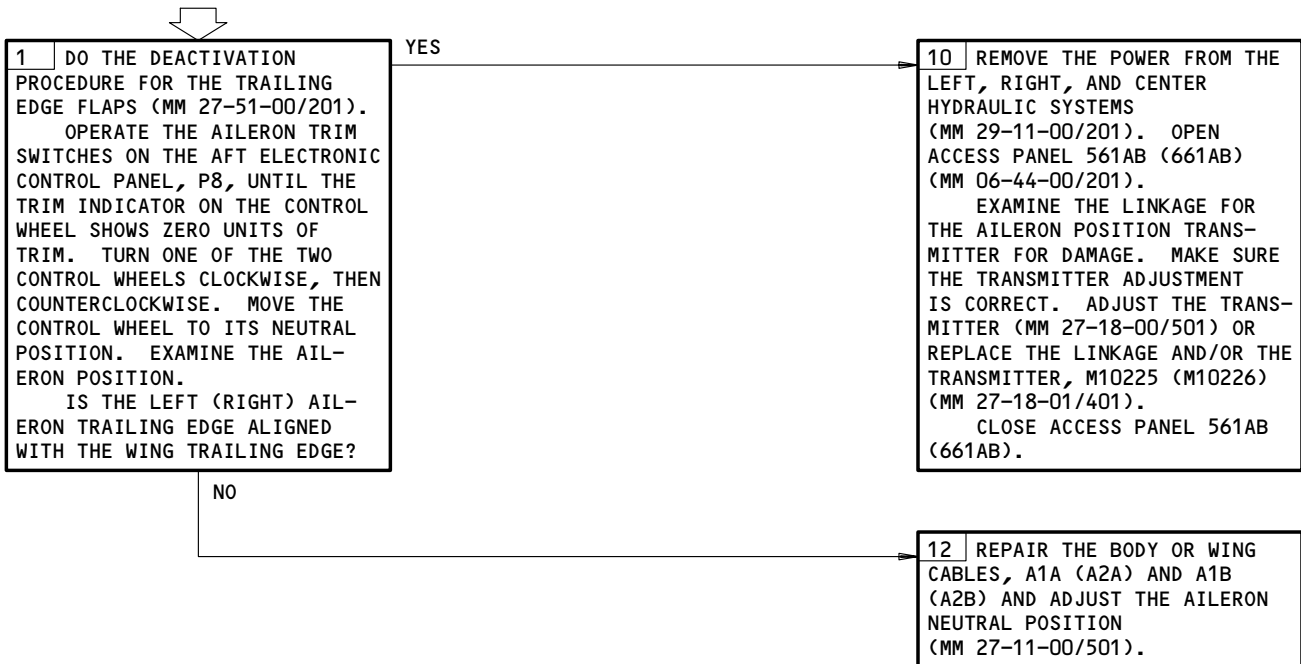 1 DO THE DEACTIVATION
PROCEDURE FOR THE TRAILING
EDGE FLAPS (MM 27-51-00/201).
OPERATE THE AILERON TRIM
SWITCHES ON THE AFT ELECTRONIC
CONTROL PANEL, P8, UNTIL THE
TRIM INDICATOR ON THE CONTROL
WHEEL SHOWS ZERO UNITS OF
TRIM. TURN ONE OF THE TWO
CONTROL WHEELS CLOCKWISE, THEN
COUNTERCLOCKWISE. MOVE THE
CONTROL WHEEL TO ITS NEUTRAL
POSITION. EXAMINE THE AIL-
ERON POSITION.
IS THE LEFT (RIGHT) AIL-
ERON TRAILING EDGE ALIGNED
WITH THE WING TRAILING EDGE?
YES
NO
10 REMOVE THE POWER FROM THE
LEFT, RIGHT, AND CENTER
HYDRAULIC SYSTEMS
(MM 29-11-00/201). OPEN
ACCESS PANEL 561AB (661AB)
(MM 06-44-00/201).
EXAMINE THE LINKAGE FOR
THE AILERON POSITION TRANS-
MITTER FOR DAMAGE. MAKE SURE
THE TRANSMITTER ADJUSTMENT
IS CORRECT. ADJUST THE TRANS-
MITTER (MM 27-18-00/501) OR
REPLACE THE LINKAGE AND/OR THE
TRANSMITTER, M10225 (M10226)
(MM 27-18-01/401).
CLOSE ACCESS PANEL 561AB
(661AB).
12 REPAIR THE BODY OR WING
CABLES, A1A (A2A) AND A1B
(A2B) AND ADJUST THE AILERON
NEUTRAL POSITION
(MM 27-11-00/501).